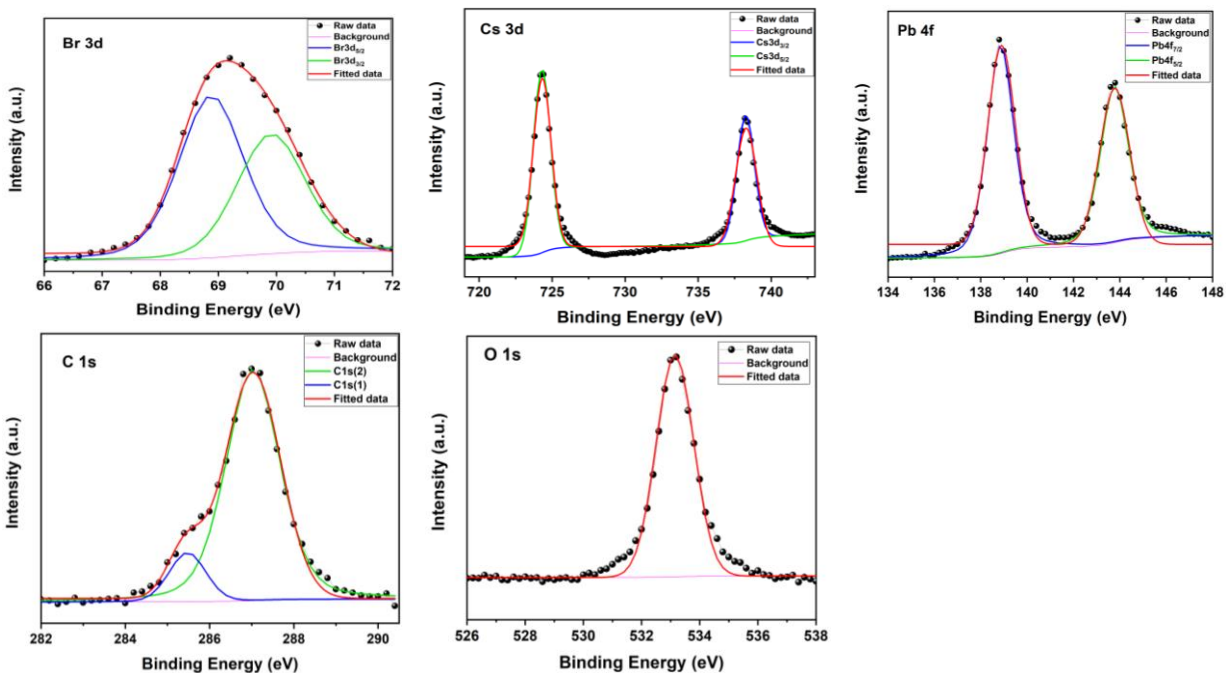 Br 3d
Raw data
Background
Br3d5/2
Br3d3/2
Fitted data
Intensity (a.u.)
66 67 68 69 70 71 72
Binding Energy (eV)
Cs 3d
Raw data
Background
Cs3d3/2
Cs3d5/2
Fitted data
Intensity (a.u.)
720 725 730 735 740
Binding Energy (eV)
Pb 4f
Raw data
Background
Pb4f7/2
Pb4f5/2
Fitted data
Intensity (a.u.)
134 136 138 140 142 144 146 148
Binding Energy (eV)
C 1s
Raw data
Background
C1s(2)
C1s(1)
Fitted data
Intensity (a.u.)
282 284 286 288 290
Binding Energy (eV)
O 1s
Raw data
Background
Fitted data
Intensity (a.u.)
526 528 530 532 534 536 538
Binding Energy (eV)